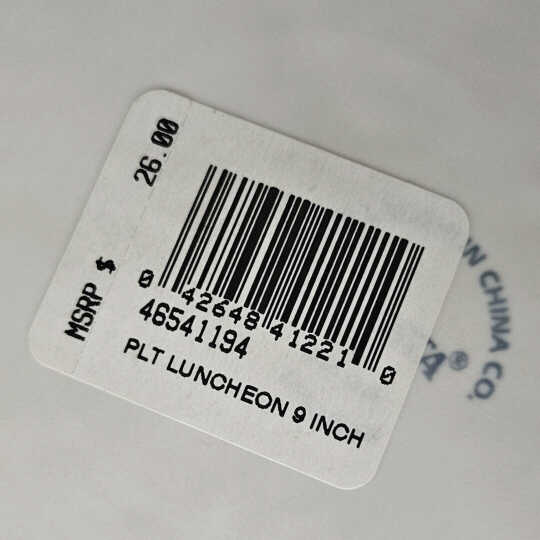 MSRP $ 26.00
0 42648 41221 0
46541194
PLT LUNCHEON 9 INCH
CHINA CO.
®